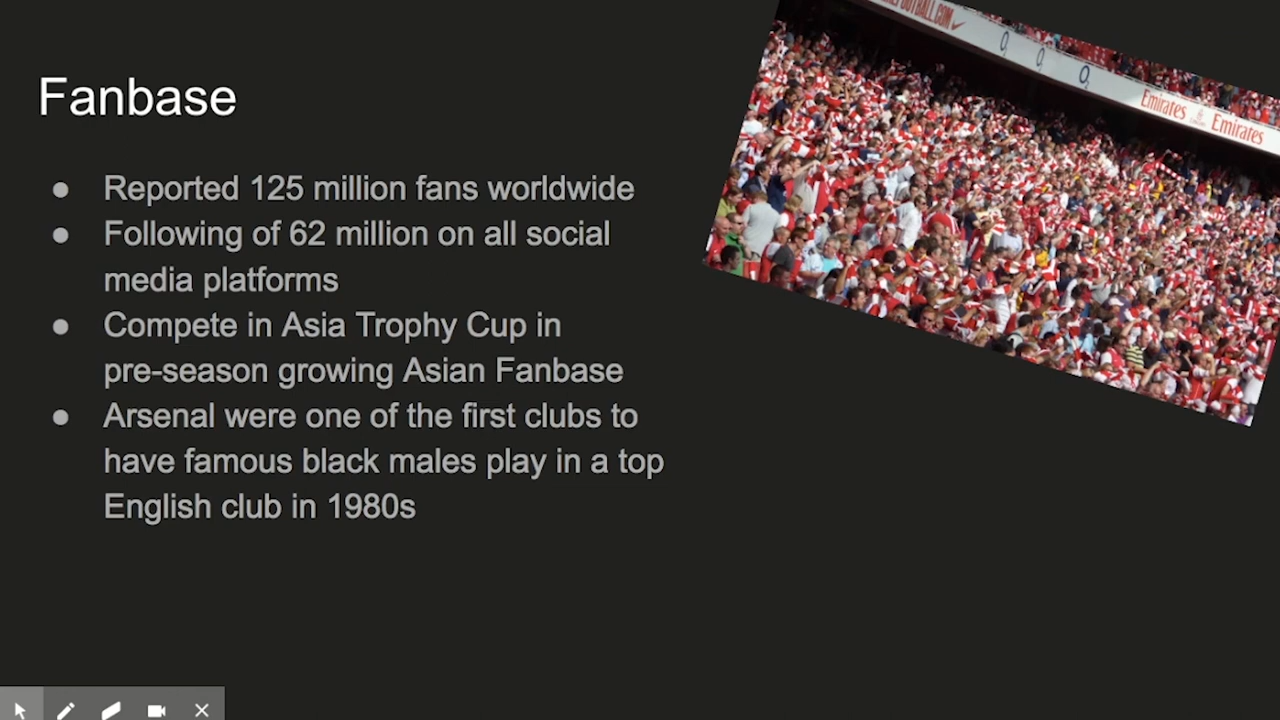 Fanbase
● Reported 125 million fans worldwide
● Following of 62 million on all social
media platforms
● Compete in Asia Trophy Cup in
pre-season growing Asian Fanbase
● Arsenal were one of the first clubs to
have famous black males play in a top
English club in 1980s
O2 Emirates Emirates